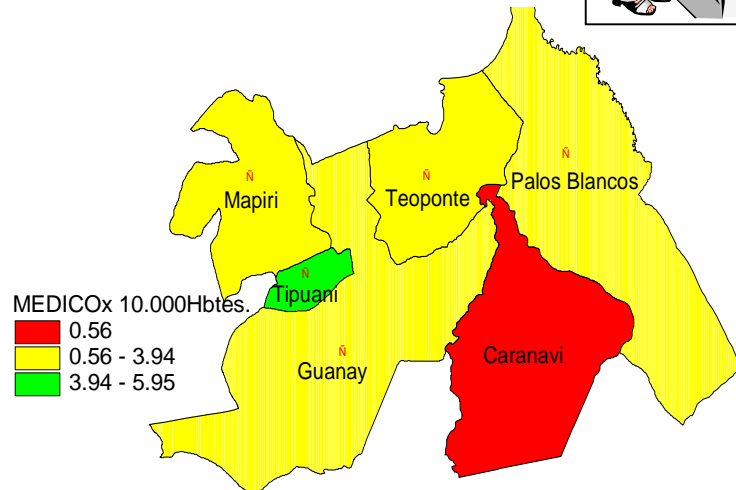 Ñ
Palos Blancos
Ñ
Mapiri
Ñ
Teoponte
Ñ
Tipuani
MEDICOx 10.000Hbtes.
0.56
0.56 - 3.94
3.94 - 5.95
Ñ
Guanay
Caranavi